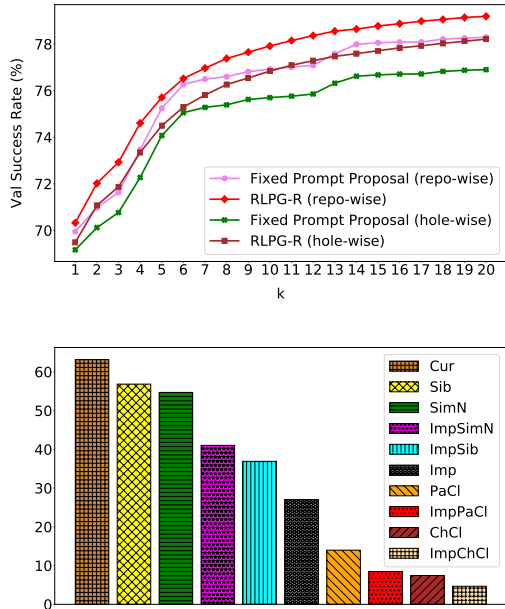 78
76
74
72
70
Val Success Rate (%)
Fixed Prompt Proposal (repo-wise)
RLPG-R (repo-wise)
Fixed Prompt Proposal (hole-wise)
RLPG-R (hole-wise)
1 2 3 4 5 6 7 8 9 10 11 12 13 14 15 16 17 18 19 20
k
60
50
40
30
20
10
0
Cur
Sib
SimN
ImpSimN
ImpSib
Imp
PaCl
ImpPaCl
ChCl
ImpChCl